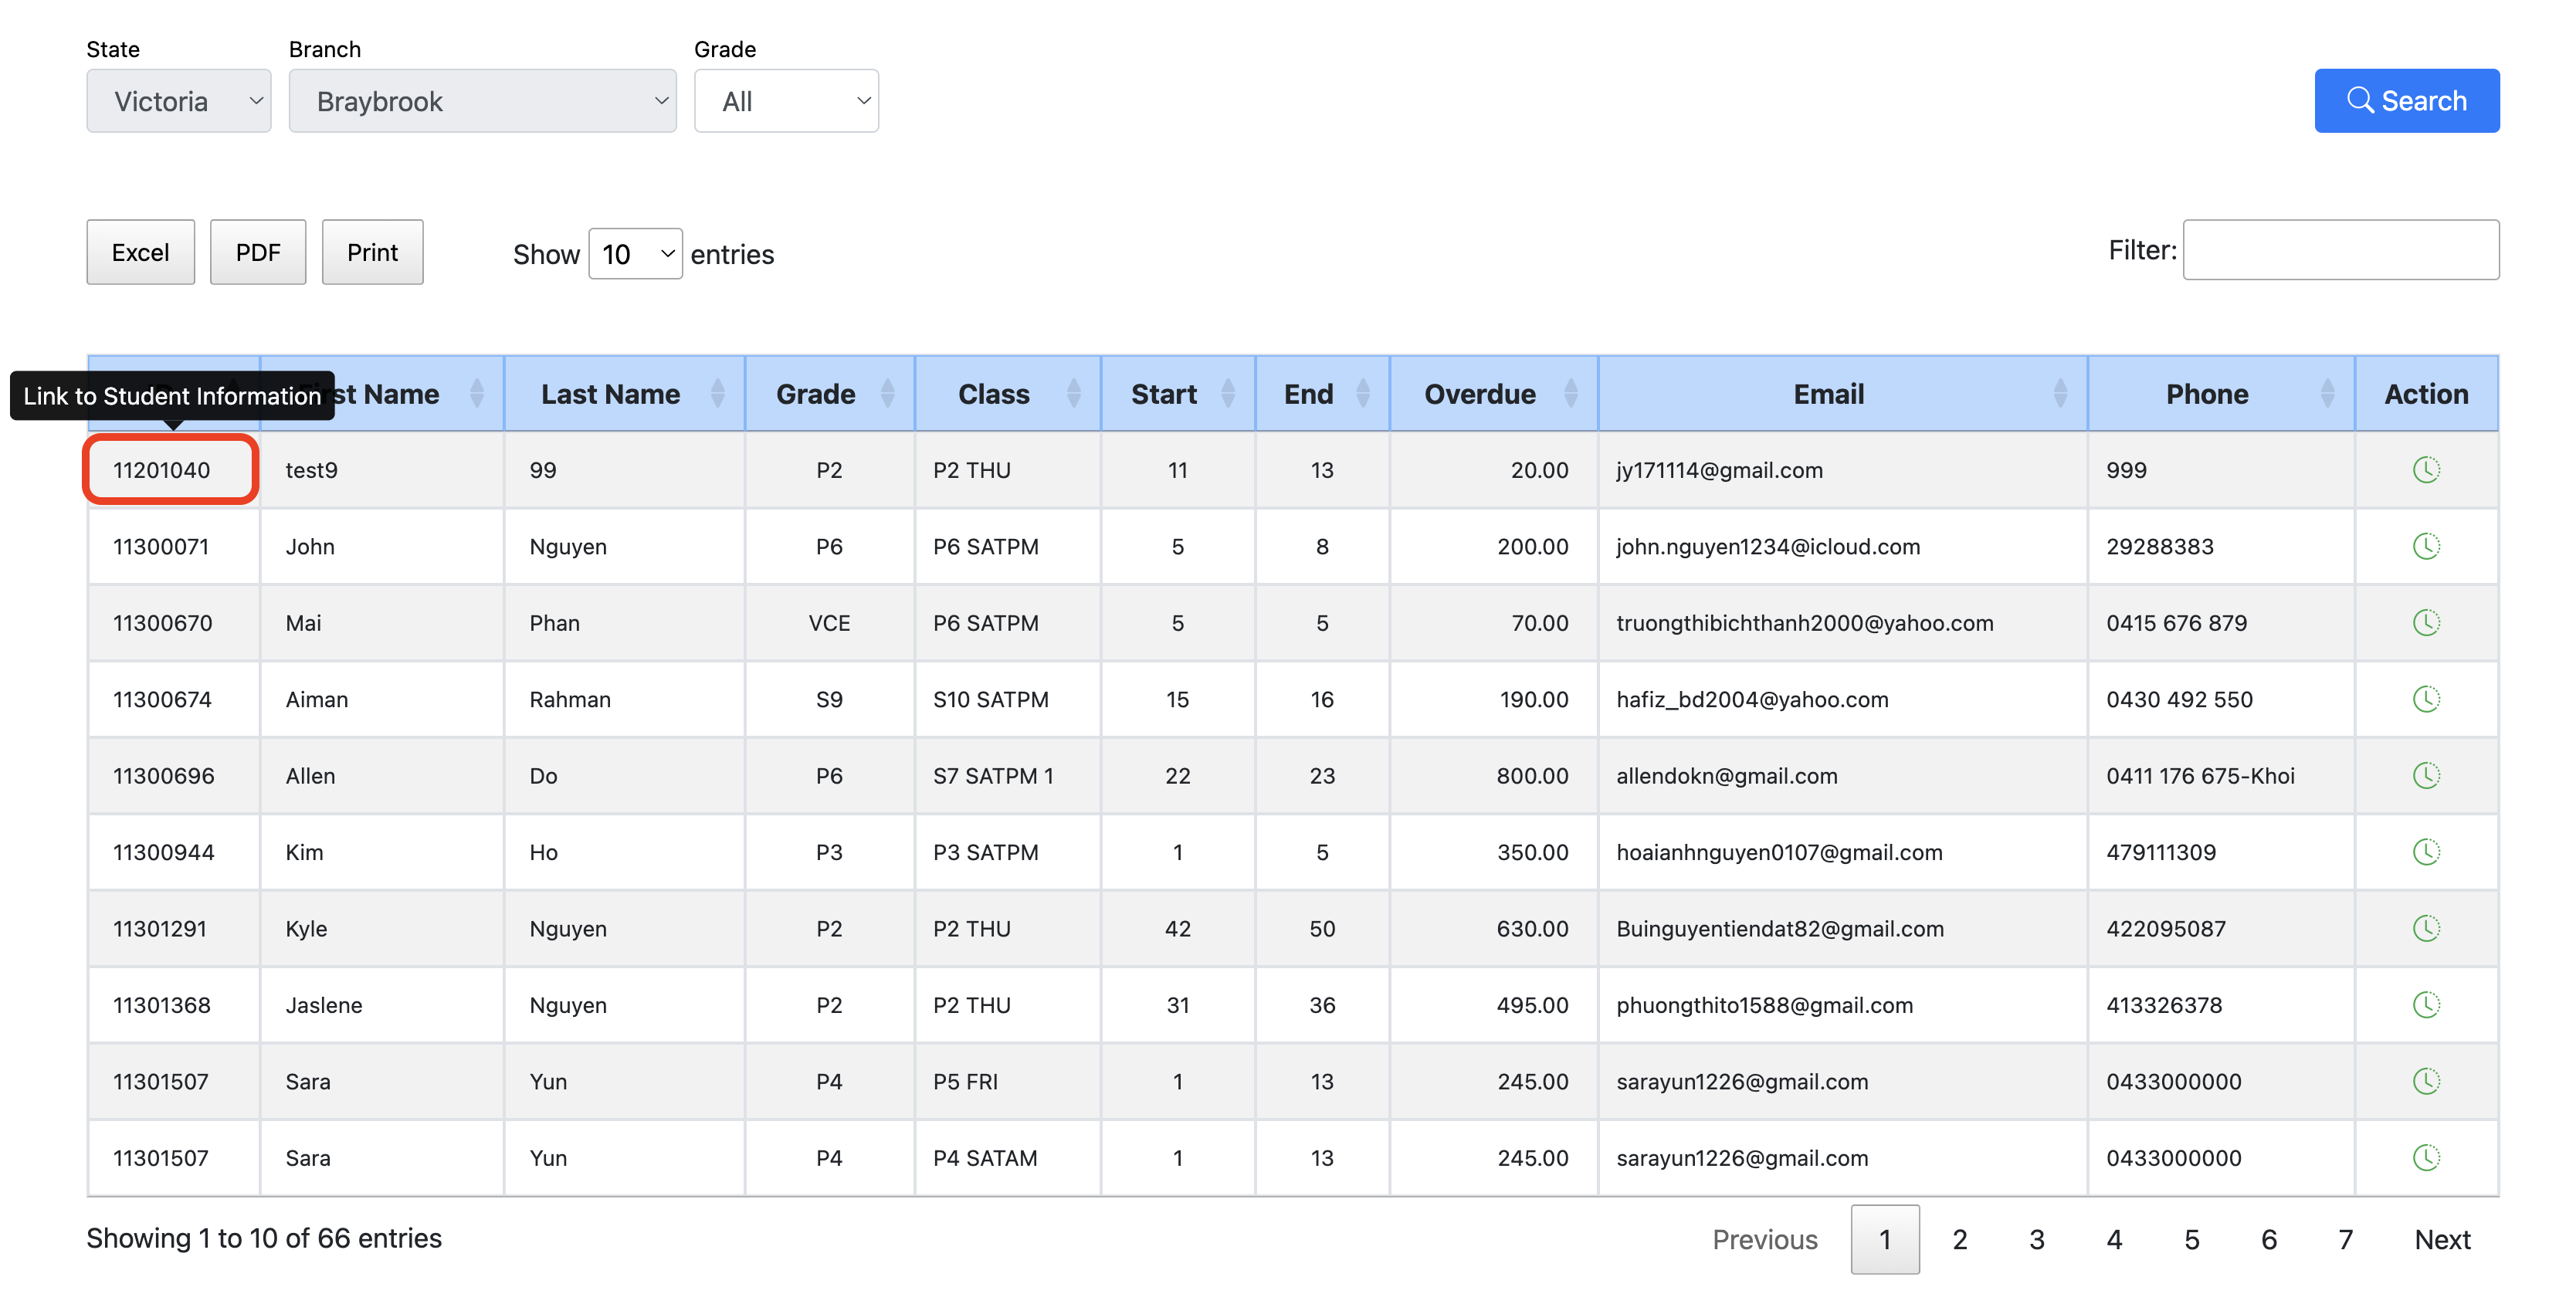 State Branch Grade
Victoria Braybrook All Search
Excel PDF Print Show 10 entries Filter:
Link to Student Information
st Name Last Name Grade Class Start End Overdue Email Phone Action
11201040 test9 99 P2 P2 THU 11 13 20.00 jy171114@gmail.com 999
11300071 John Nguyen P6 P6 SATPM 5 8 200.00 john.nguyen1234@icloud.com 29288383
11300670 Mai Phan VCE P6 SATPM 5 5 70.00 truongthibichthanh2000@yahoo.com 0415 676 879
11300674 Aiman Rahman S9 S10 SATPM 15 16 190.00 hafiz_bd2004@yahoo.com 0430 492 550
11300696 Allen Do P6 S7 SATPM 1 22 23 800.00 allendokn@gmail.com 0411 176 675-Khoi
11300944 Kim Ho P3 P3 SATPM 1 5 350.00 hoaianhnguyen0107@gmail.com 479111309
11301291 Kyle Nguyen P2 P2 THU 42 50 630.00 Buinguyentiendat82@gmail.com 422095087
11301368 Jaslene Nguyen P2 P2 THU 31 36 495.00 phuongthito1588@gmail.com 413326378
11301507 Sara Yun P4 P5 FRI 1 13 245.00 sarayun1226@gmail.com 0433000000
11301507 Sara Yun P4 P4 SATAM 1 13 245.00 sarayun1226@gmail.com 0433000000
Showing 1 to 10 of 66 entries Previous 1 2 3 4 5 6 7 Next